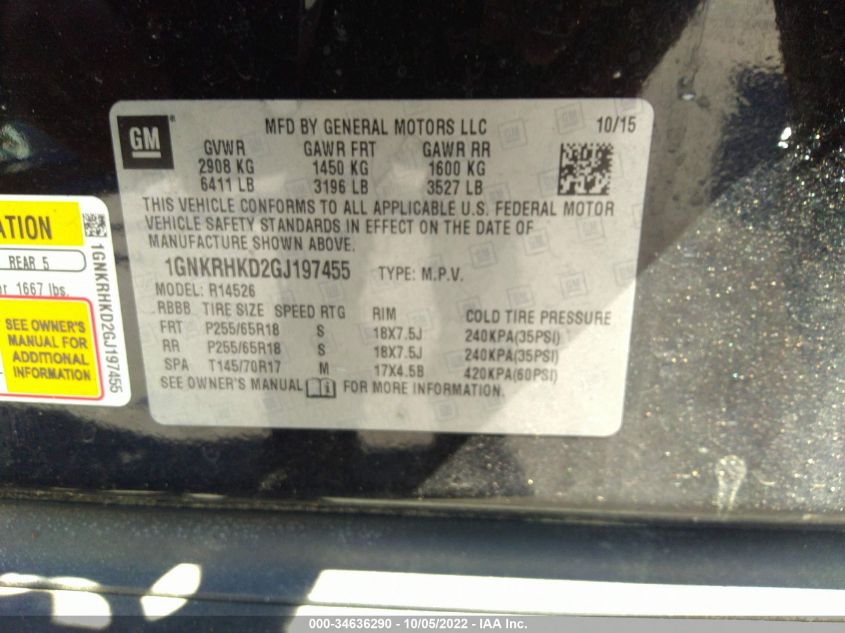 GM
MFD BY GENERAL MOTORS LLC 10/15
GVWR GAWR FRT GAWR RR
2908 KG 1450 KG 1600 KG
6411 LB 3196 LB 3527 LB
THIS VEHICLE CONFORMS TO ALL APPLICABLE U.S. FEDERAL MOTOR
VEHICLE SAFETY STANDARDS IN EFFECT ON THE DATE OF
MANUFACTURE SHOWN ABOVE.
1GNKRHKD2GJ197455 TYPE: M.P.V.
MODEL: R14526
RBBB TIRE SIZE SPEED RTG RIM COLD TIRE PRESSURE
FRT P255/65R18 S 18X7.5J 240KPA(35PSI)
RR P255/65R18 S 18X7.5J 240KPA(35PSI)
SPA T145/70R17 M 17X4.5B 420KPA(60PSI)
SEE OWNER'S MANUAL FOR MORE INFORMATION.
ATION
REAR 5
or 1667 lbs.
SEE OWNER'S
MANUAL FOR
ADDITIONAL
INFORMATION
1GNKRHKD2GJ197455
000-34636290 - 10/05/2022 - IAA Inc.